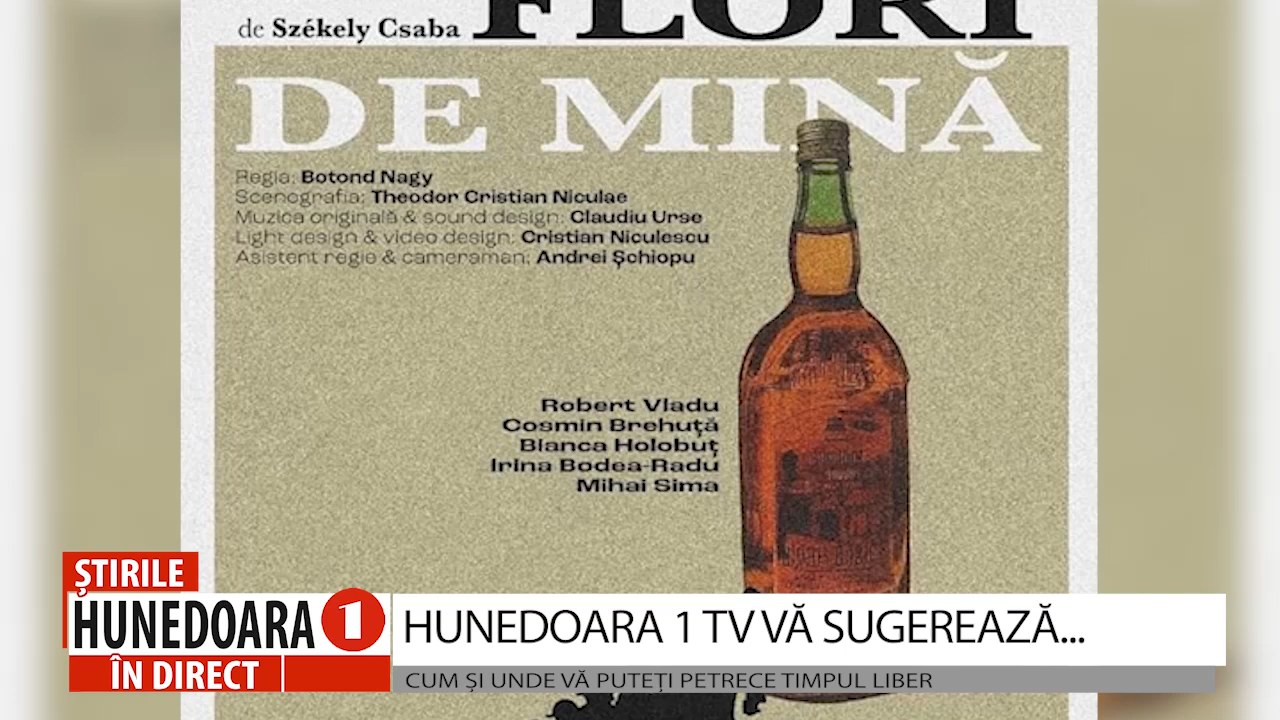 de Székely Csaba
FLORI
DE MINĂ
Regia: Botond Nagy
Scenografia: Theodor Cristian Niculae
Muzica originală & sound design: Claudiu Urse
Light design & video design: Cristian Niculescu
Asistent regie & cameraman: Andrei Șchiopu
Robert Vladu
Cosmin Brehuță
Bianca Holobuț
Irina Bodea-Radu
Mihai Sima
ȘTIRILE
HUNEDOARA 1
ÎN DIRECT
HUNEDOARA 1 TV VĂ SUGEREAZĂ...
CUM ȘI UNDE VĂ PUTEȚI PETRECE TIMPUL LIBER